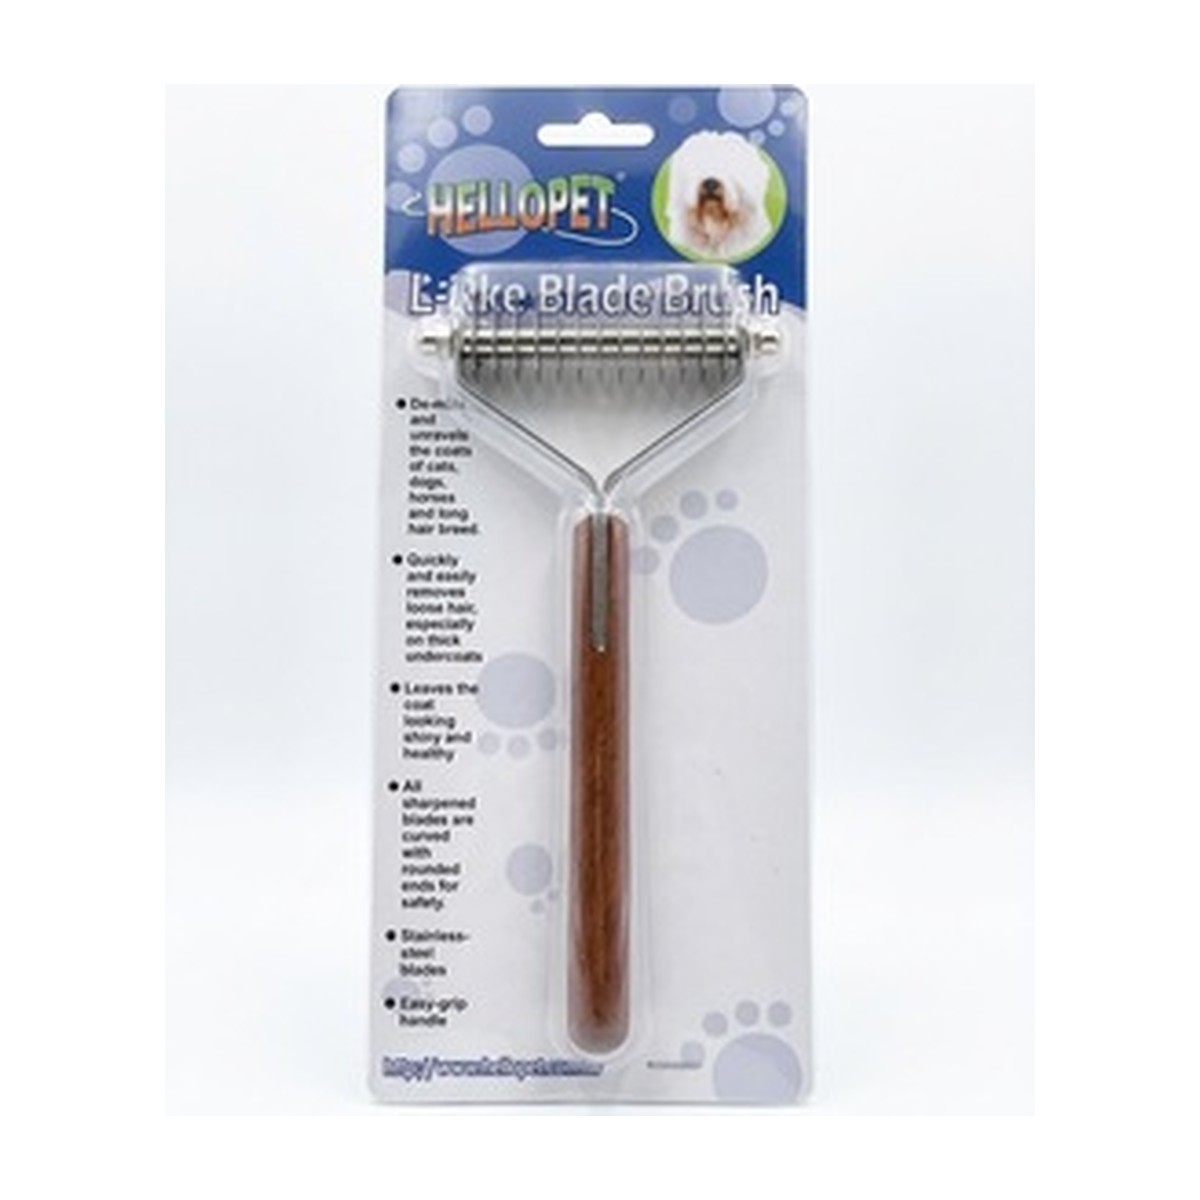 HELLOPET
Blade Brush
and
unravels
the coats
of cats,
dogs,
horses
and long
hair breed.
Quickly
and easily
removes
loose hair,
especially
on thick
undercoats
Leaves the
coat
looking
shiny and
healthy
All
sharpened
blades are
curved
with
rounded
ends for
safety.
Stainless-
steel
blades
Easy-grip
handle